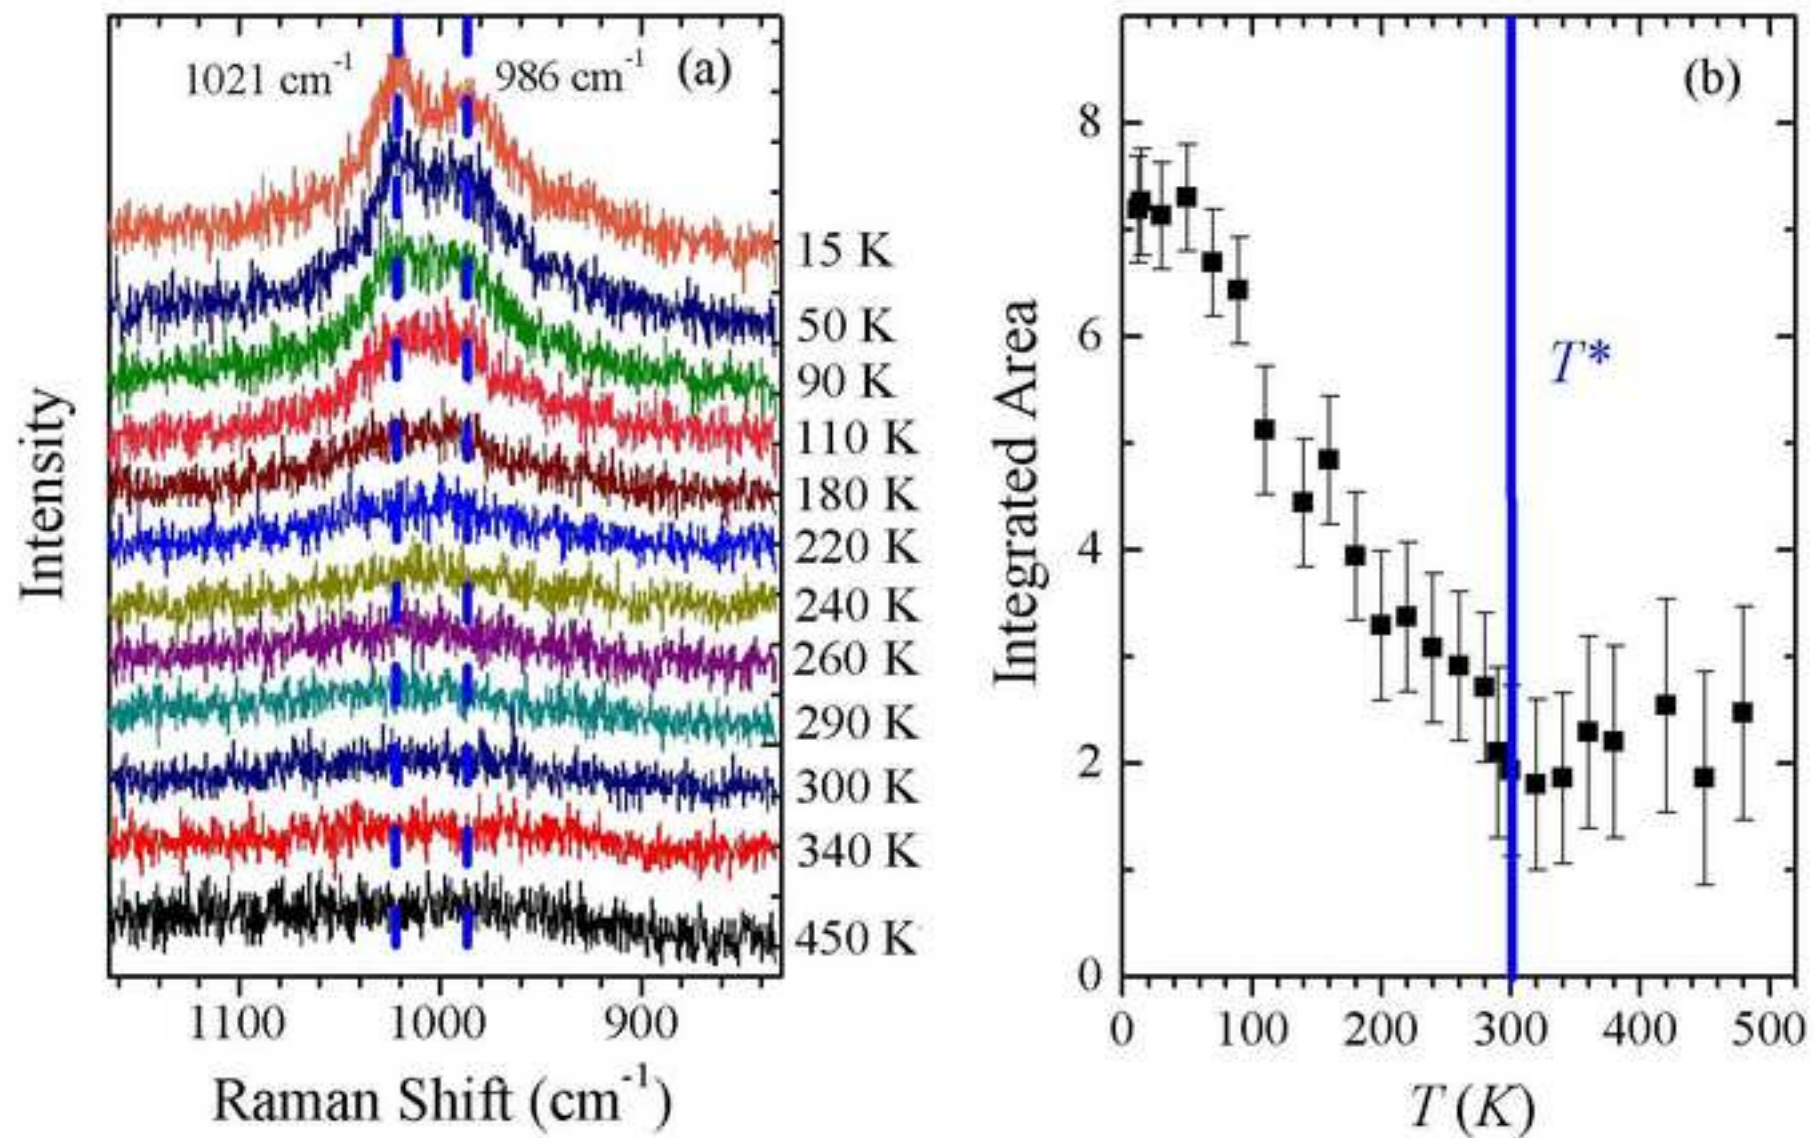 1021 cm⁻¹
986 cm⁻¹
(a)
15 K
50 K
90 K
110 K
180 K
220 K
240 K
260 K
290 K
300 K
340 K
450 K
Intensity
1100
1000
900
Raman Shift (cm⁻¹)
(b)
8
6
4
2
0
T*
Integrated Area
0
100
200
300
400
500
T (K)